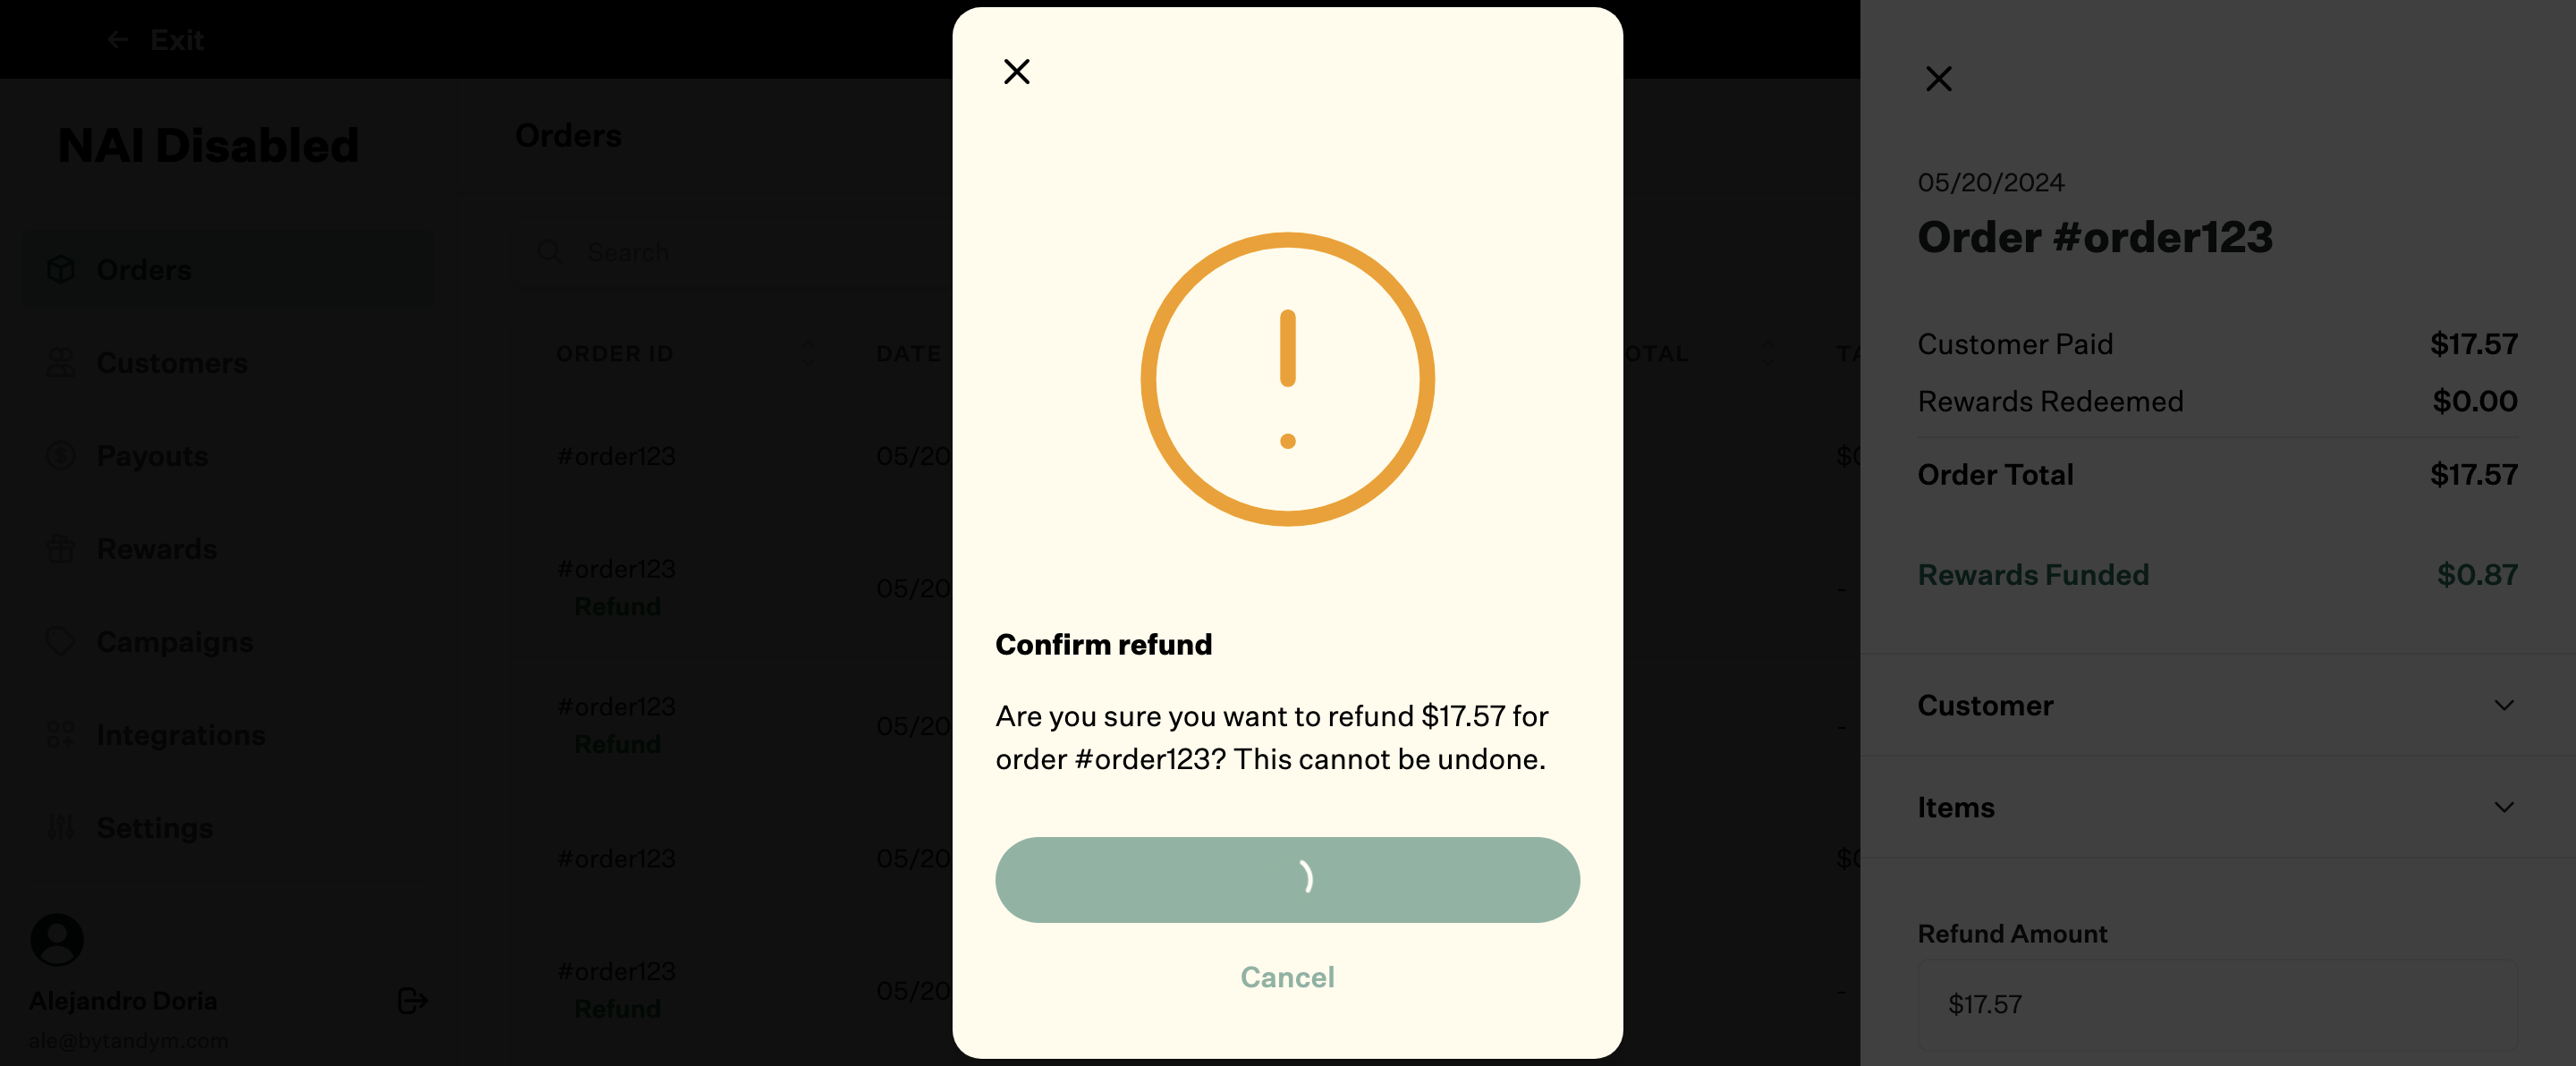 Exit
NAI Disabled
Orders
Customers
Payouts
Rewards
Campaigns
Integrations
Settings
Alejandro Doria
ale@bytandym.com
Orders
Search
ORDER ID
DATE
OTAL
TA
#order123
05/20
$0
#order123
Refund
05/20
-
#order123
Refund
05/20
-
#order123
05/20
$0
#order123
Refund
05/20
-
Confirm refund
Are you sure you want to refund $17.57 for
order #order123? This cannot be undone.
Cancel
05/20/2024
Order #order123
Customer Paid $17.57
Rewards Redeemed $0.00
Order Total $17.57
Rewards Funded $0.87
Customer
Items
Refund Amount
$17.57